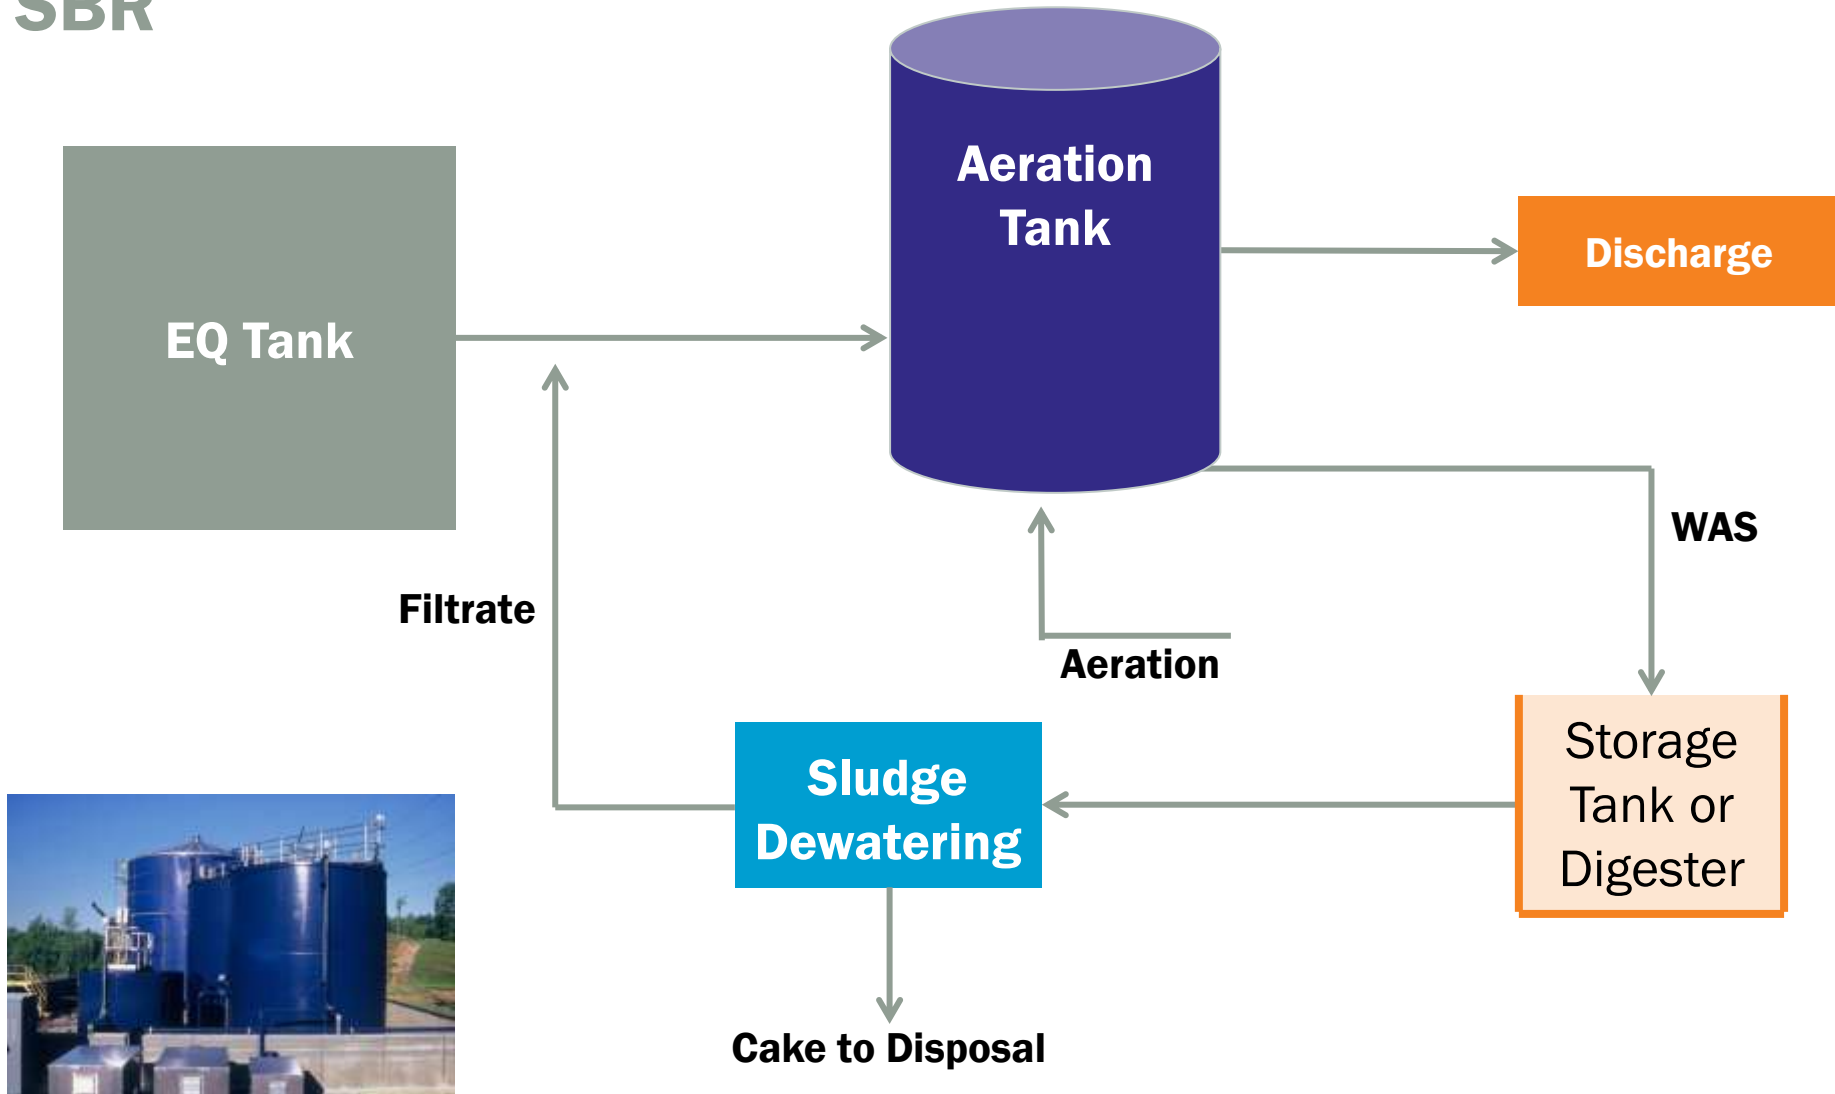 SBR
Aeration
Tank
EQ Tank
Discharge
WAS
Filtrate
Aeration
Sludge
Dewatering
Storage
Tank or
Digester
Cake to Disposal